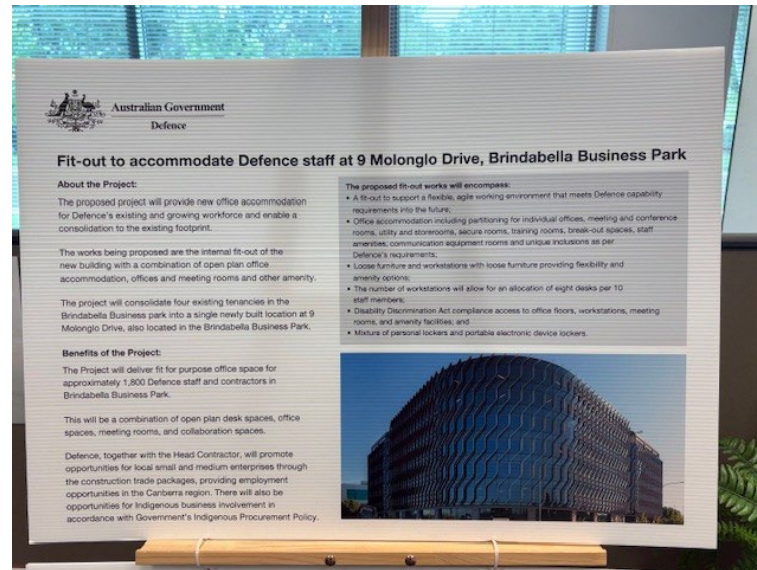 Australian Government
Defence
Fit-out to accommodate Defence staff at 9 Molonglo Drive, Brindabella Business Park
About the Project:
The proposed project will provide new office accommodation
for Defence's existing and growing workforce and enable a
consolidation to the existing footprint.
The works being proposed are the internal fit-out of the
new building with a combination of open plan office
accommodation, offices and meeting rooms and other amenity.
The project will consolidate four existing tenancies in the
Brindabella Business park into a single newly built location at 9
Molonglo Drive, also located in the Brindabella Business Park.
Benefits of the Project:
The Project will deliver fit for purpose office space for
approximately 1,800 Defence staff and contractors in
Brindabella Business Park.
This will be a combination of open plan desk spaces, office
spaces, meeting rooms, and collaboration spaces.
Defence, together with the Head Contractor, will promote
opportunities for local small and medium enterprises through
the construction trade packages, providing employment
opportunities in the Canberra region. There will also be
opportunities for Indigenous business involvement in
accordance with Government's Indigenous Procurement Policy.
The proposed fit-out works will encompass:
• A fit-out to support a flexible, agile working environment that meets Defence capability
requirements into the future;
• Office accommodation including partitioning for individual offices, meeting and conference
rooms, utility and storerooms, secure rooms, training rooms, break-out spaces, staff
amenities, communication equipment rooms and unique inclusions as per
Defence's requirements;
• Loose furniture and workstations with loose furniture providing flexibility and
amenity options;
• The number of workstations will allow for an allocation of eight desks per 10
staff members;
• Disability Discrimination Act compliance access to office floors, workstations, meeting
rooms, and amenity facilities; and
• Mixture of personal lockers and portable electronic device lockers.